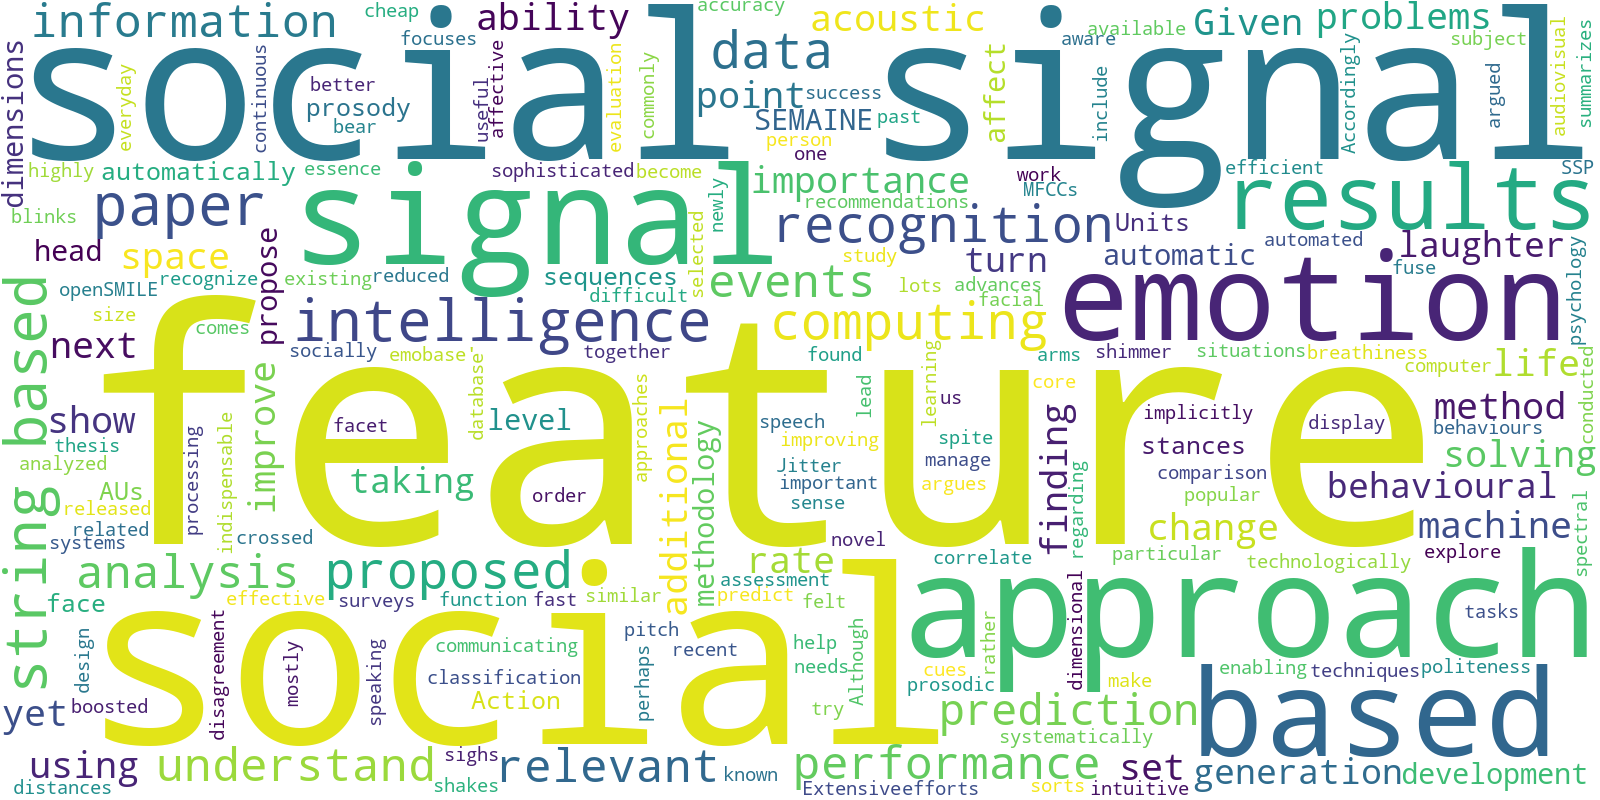 social signal
feature
social
signal
approach
emotion
based
results
string based
intelligence
computing
recognition
events
paper
data
information
ability
acoustic
Given
problems
point
SEMAINE
prosody
affect
dimensions
cheap
focuses
accuracy
available
aware
subject
audiovisual
summarizes
argued
Accordingly
include
everyday
continuous
better
bear
useful
affective
evaluation
commonly
success
past
person
one
efficient
SSP
highly
automatically
essence
sophisticated
become
newly
importance
recommendations
work
MFCCs
Units
blinks
head
space
propose
existing
reduced
sequences
difficult
selected
study
turn
automatic
automated
laughter
fuse
psychology
openSMILE
recognize
size
comes
lots
advances
facial
next
socially
emobase
together
database
found
learning
arms
shimmer
situations
breathiness
computer
life
conducted
show
thesis
analyzed
facet
improve
level
approaches
additional
methodology
speech
lead
us
core
improving
spite
finding
implicitly
stances
display
method
behaviours
solving
AUs
released
related
systems
processing
indispensable
crossed
taking
order
Jitter
important
sense
manage
argues
regarding
comparison
popular
change
behavioural
machine
explore
spectral
novel
correlate
particular
technologically
analysis
proposed
rate
face
effective
surveys
function
fast
similar
assessment
predict
felt
rather
dimensional
tasks
design
disagreement
mostly
speaking
communicating
classification
Action
pitch
recent
perhaps
help
needs
Although
try
cues
prosodic
make
enabling
techniques
politeness
yet
boosted
prediction
systematically
using
understand
sighs
shakes
relevant
known
performance
Extensive
efforts
sorts
set
intuitive
generation
development
distances